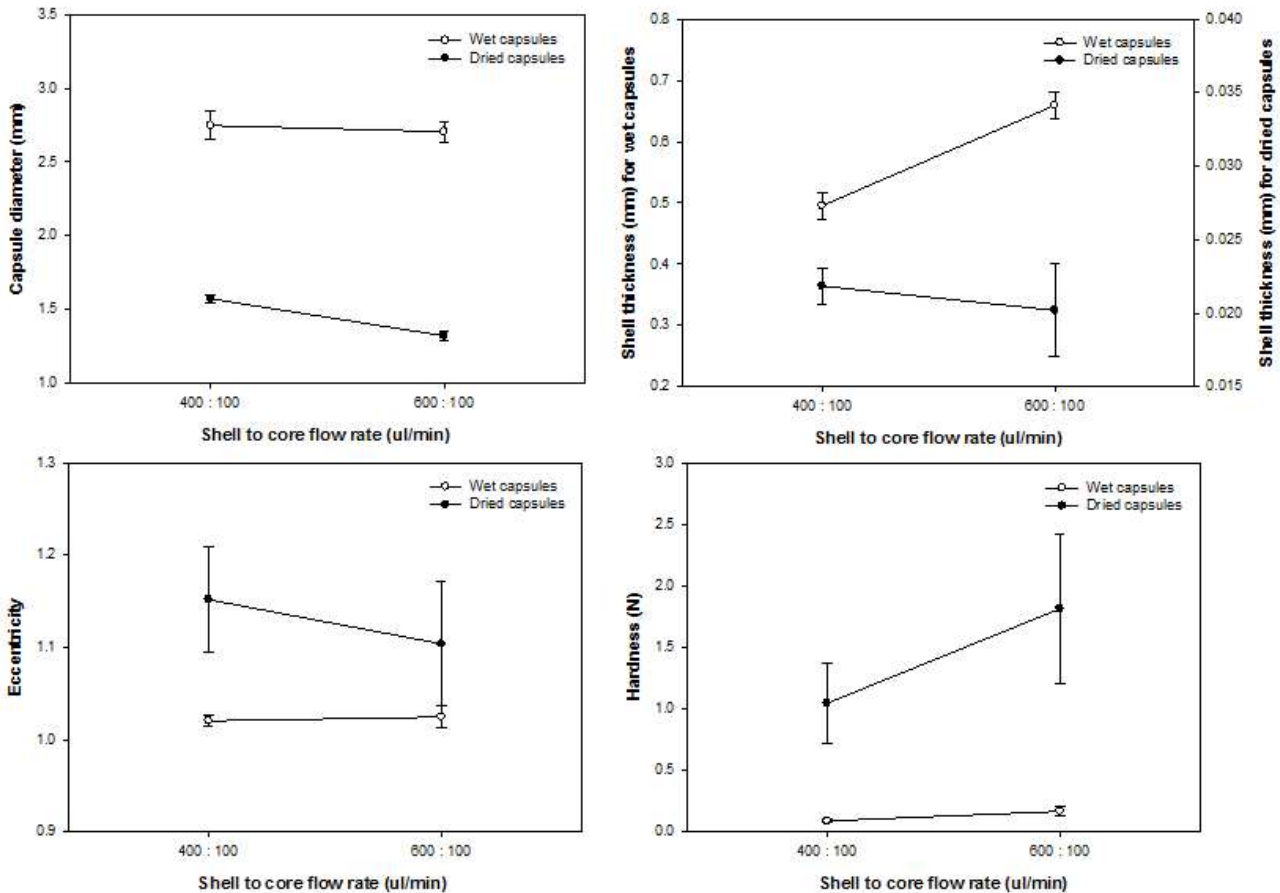 Capsule diameter (mm)
3.5
3.0
2.5
2.0
1.5
1.0
Wet capsules
Dried capsules
400 : 100
600 : 100
Shell to core flow rate (ul/min)
Shell thickness (mm) for wet capsules
0.8
0.7
0.6
0.5
0.4
0.3
0.2
Wet capsules
Dried capsules
0.040
0.035
0.030
0.025
0.020
0.015
Shell thickness (mm) for dried capsules
400 : 100
600 : 100
Shell to core flow rate (ul/min)
Eccentricity
1.3
1.2
1.1
1.0
0.9
Wet capsules
Dried capsules
400 : 100
600 : 100
Shell to core flow rate (ul/min)
Hardness (N)
3.0
2.5
2.0
1.5
1.0
0.5
0.0
Wet capsules
Dried capsules
400 : 100
600 : 100
Shell to core flow rate (ul/min)